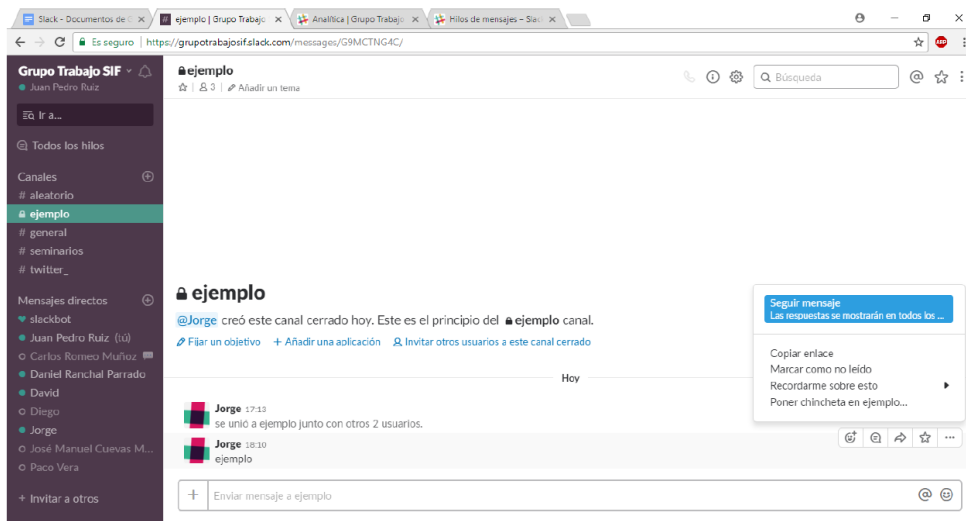 Slack - Documentos de
ejemplo | Grupo Trabajo
Analítica | Grupo Trabajo
Hilos de mensajes – Slac
Es seguro | https://grupotrabajosif.slack.com/messages/G9MCTNG4C/
ABP
Grupo Trabajo SIF
Juan Pedro Ruiz
Ir a...
Todos los hilos
Canales
# aleatorio
ejemplo
# general
# seminarios
# twitter_
Mensajes directos
slackbot
Juan Pedro Ruiz (tú)
Carlos Romeo Muñoz
Daniel Ranchal Parrado
David
Diego
Jorge
José Manuel Cuevas M...
Paco Vera
+ Invitar a otros
ejemplo
3 | Añadir un tema
Búsqueda
ejemplo
@Jorge creó este canal cerrado hoy. Este es el principio del ejemplo canal.
Fijar un objetivo + Añadir una aplicación Invitar otros usuarios a este canal cerrado
Hoy
Jorge 17:13
se unió a ejemplo junto con otros 2 usuarios.
Jorge 18:10
ejemplo
Seguir mensaje
Las respuestas se mostrarán en todos los ...
Copiar enlace
Marcar como no leído
Recordarme sobre esto
Poner chincheta en ejemplo...
Enviar mensaje a ejemplo